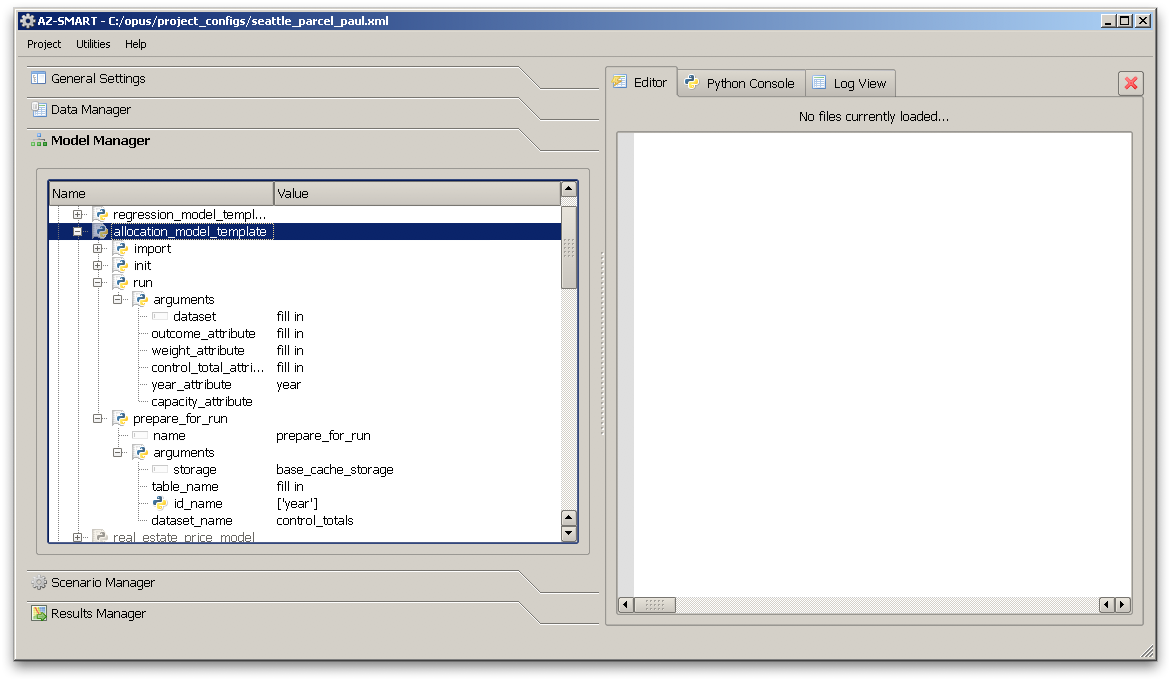 AZ-SMART - C:/opus/project_configs/seattle_parcel_paul.xml
Project Utilities Help
General Settings
Data Manager
Model Manager
Name Value
regression_model_templ...
allocation_model_template
import
init
run
arguments
dataset fill in
outcome_attribute fill in
weight_attribute fill in
control_total_attri... fill in
year_attribute year
capacity_attribute
prepare_for_run
name prepare_for_run
arguments
storage base_cache_storage
table_name fill in
id_name ['year']
dataset_name control_totals
real_estate_price_model
Scenario Manager
Results Manager
Editor Python Console Log View
No files currently loaded...